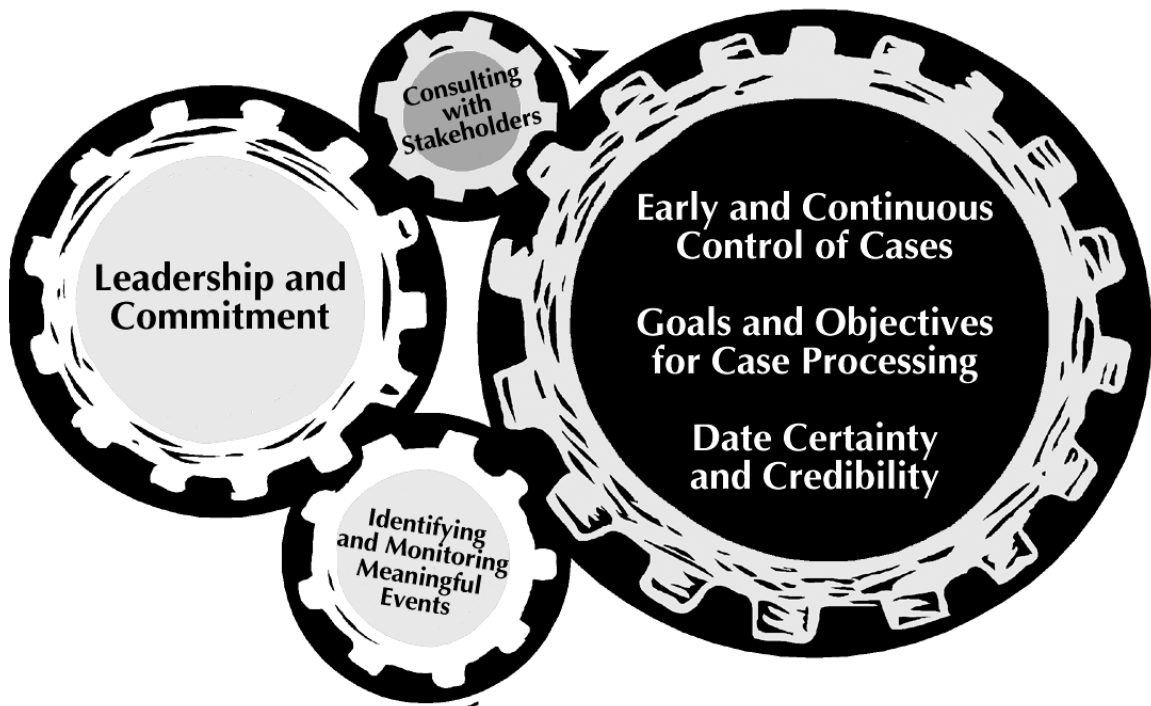 Consulting
with
Stakeholders
Leadership and
Commitment
Early and Continuous
Control of Cases
Goals and Objectives
for Case Processing
Date Certainty
and Credibility
Identifying
and Monitoring
Meaningful
Events